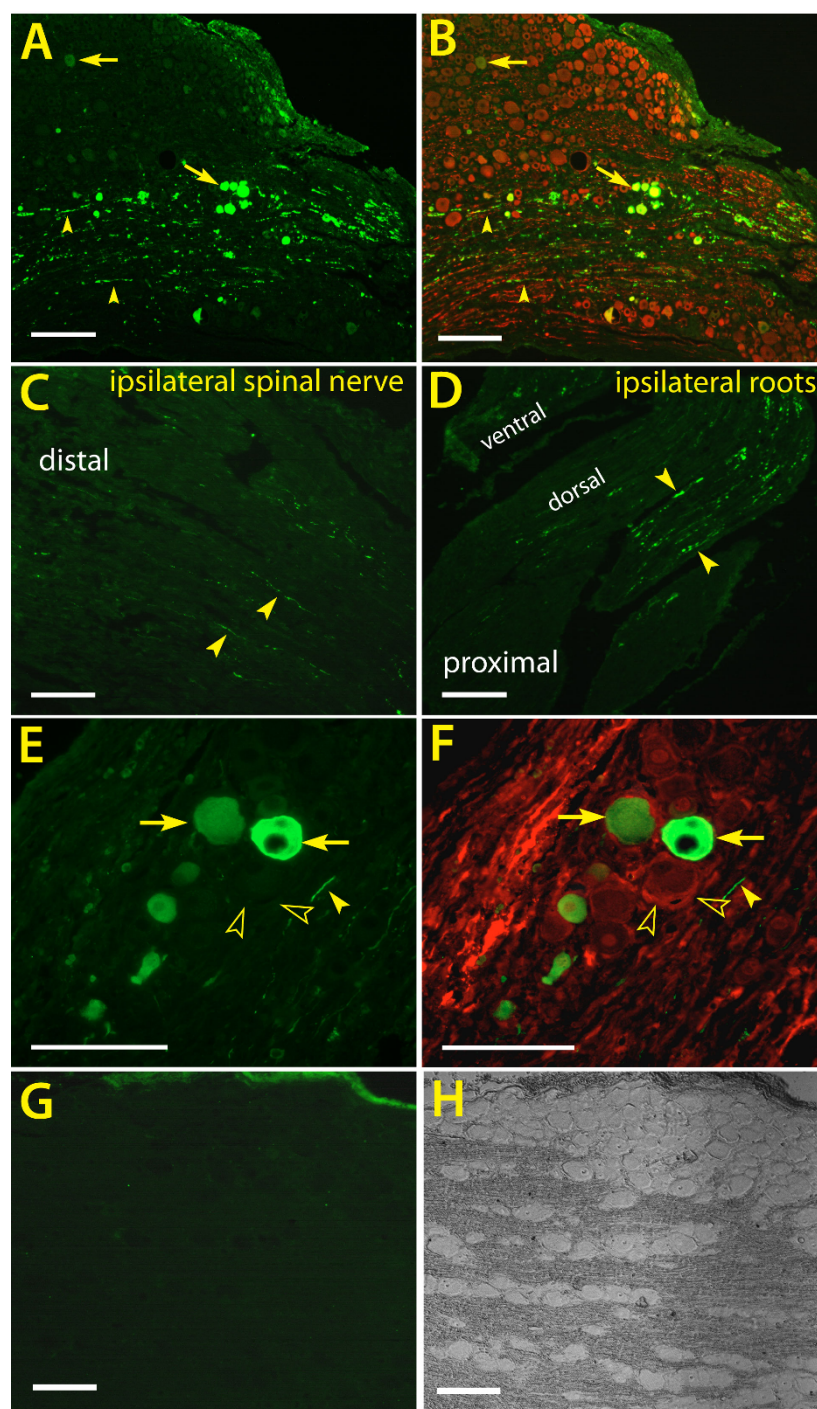 A
B
C
ipsilateral spinal nerve
distal
D
ipsilateral roots
ventral
dorsal
proximal
E
F
G
H